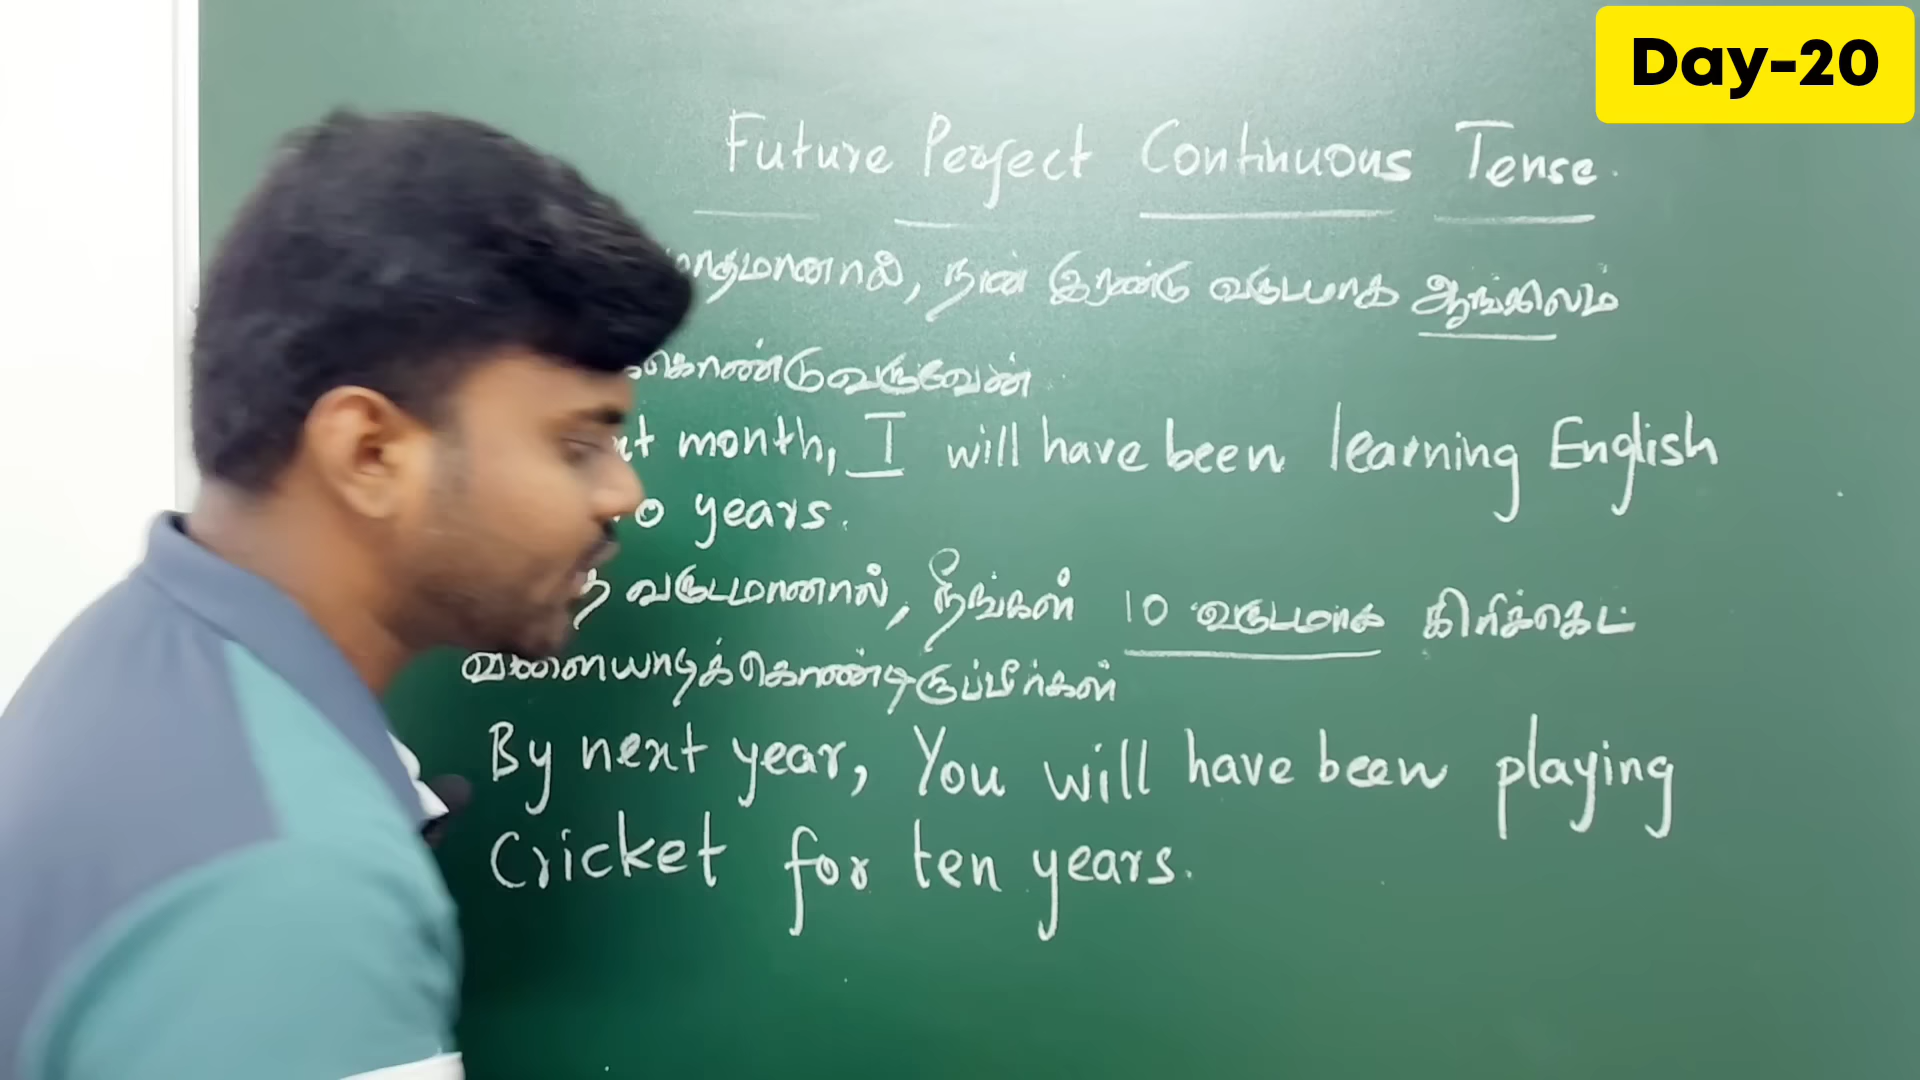 Day-20
Future Perfect Continuous Tense.
நான் இரண்டு வருடமாக ஆங்கிலம்
கொண்டுவருவேன்
month, I will have been learning English
years.
வருடமானால், நீங்கள் 10 வருடமாக கிரிக்கெட்
விளையாடிக்கொண்டிருப்பீர்கள்
By next year, You will have been playing
Cricket for ten years.